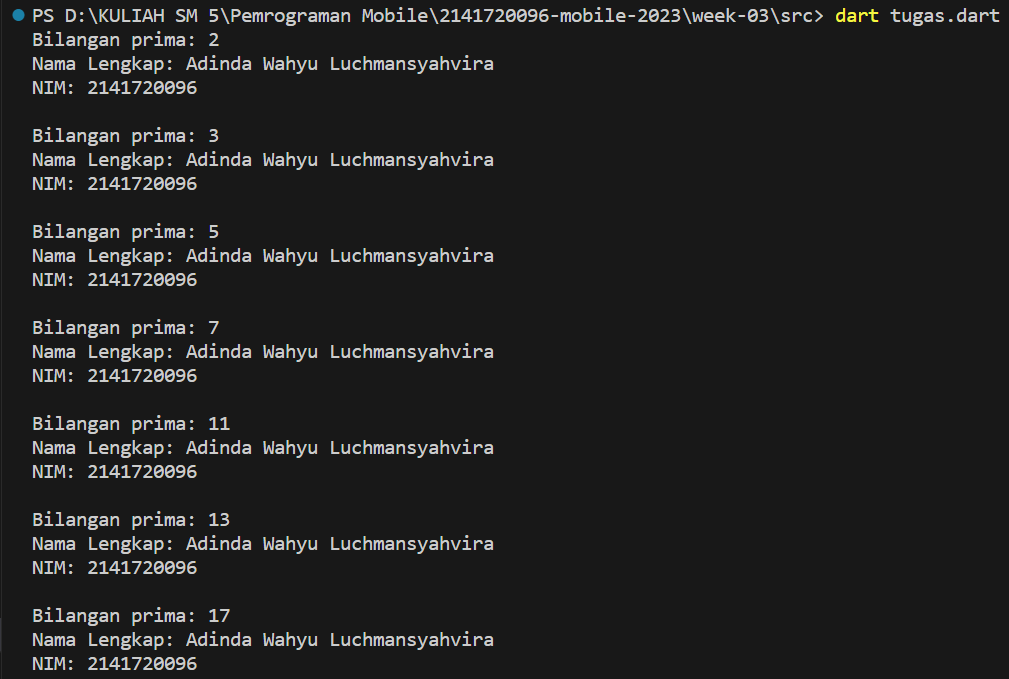 PS D:\KULIAH SM 5\Pemrograman Mobile\2141720096-mobile-2023\week-03\src> dart tugas.dart
Bilangan prima: 2
Nama Lengkap: Adinda Wahyu Luchmansyahvira
NIM: 2141720096

Bilangan prima: 3
Nama Lengkap: Adinda Wahyu Luchmansyahvira
NIM: 2141720096

Bilangan prima: 5
Nama Lengkap: Adinda Wahyu Luchmansyahvira
NIM: 2141720096

Bilangan prima: 7
Nama Lengkap: Adinda Wahyu Luchmansyahvira
NIM: 2141720096

Bilangan prima: 11
Nama Lengkap: Adinda Wahyu Luchmansyahvira
NIM: 2141720096

Bilangan prima: 13
Nama Lengkap: Adinda Wahyu Luchmansyahvira
NIM: 2141720096

Bilangan prima: 17
Nama Lengkap: Adinda Wahyu Luchmansyahvira
NIM: 2141720096